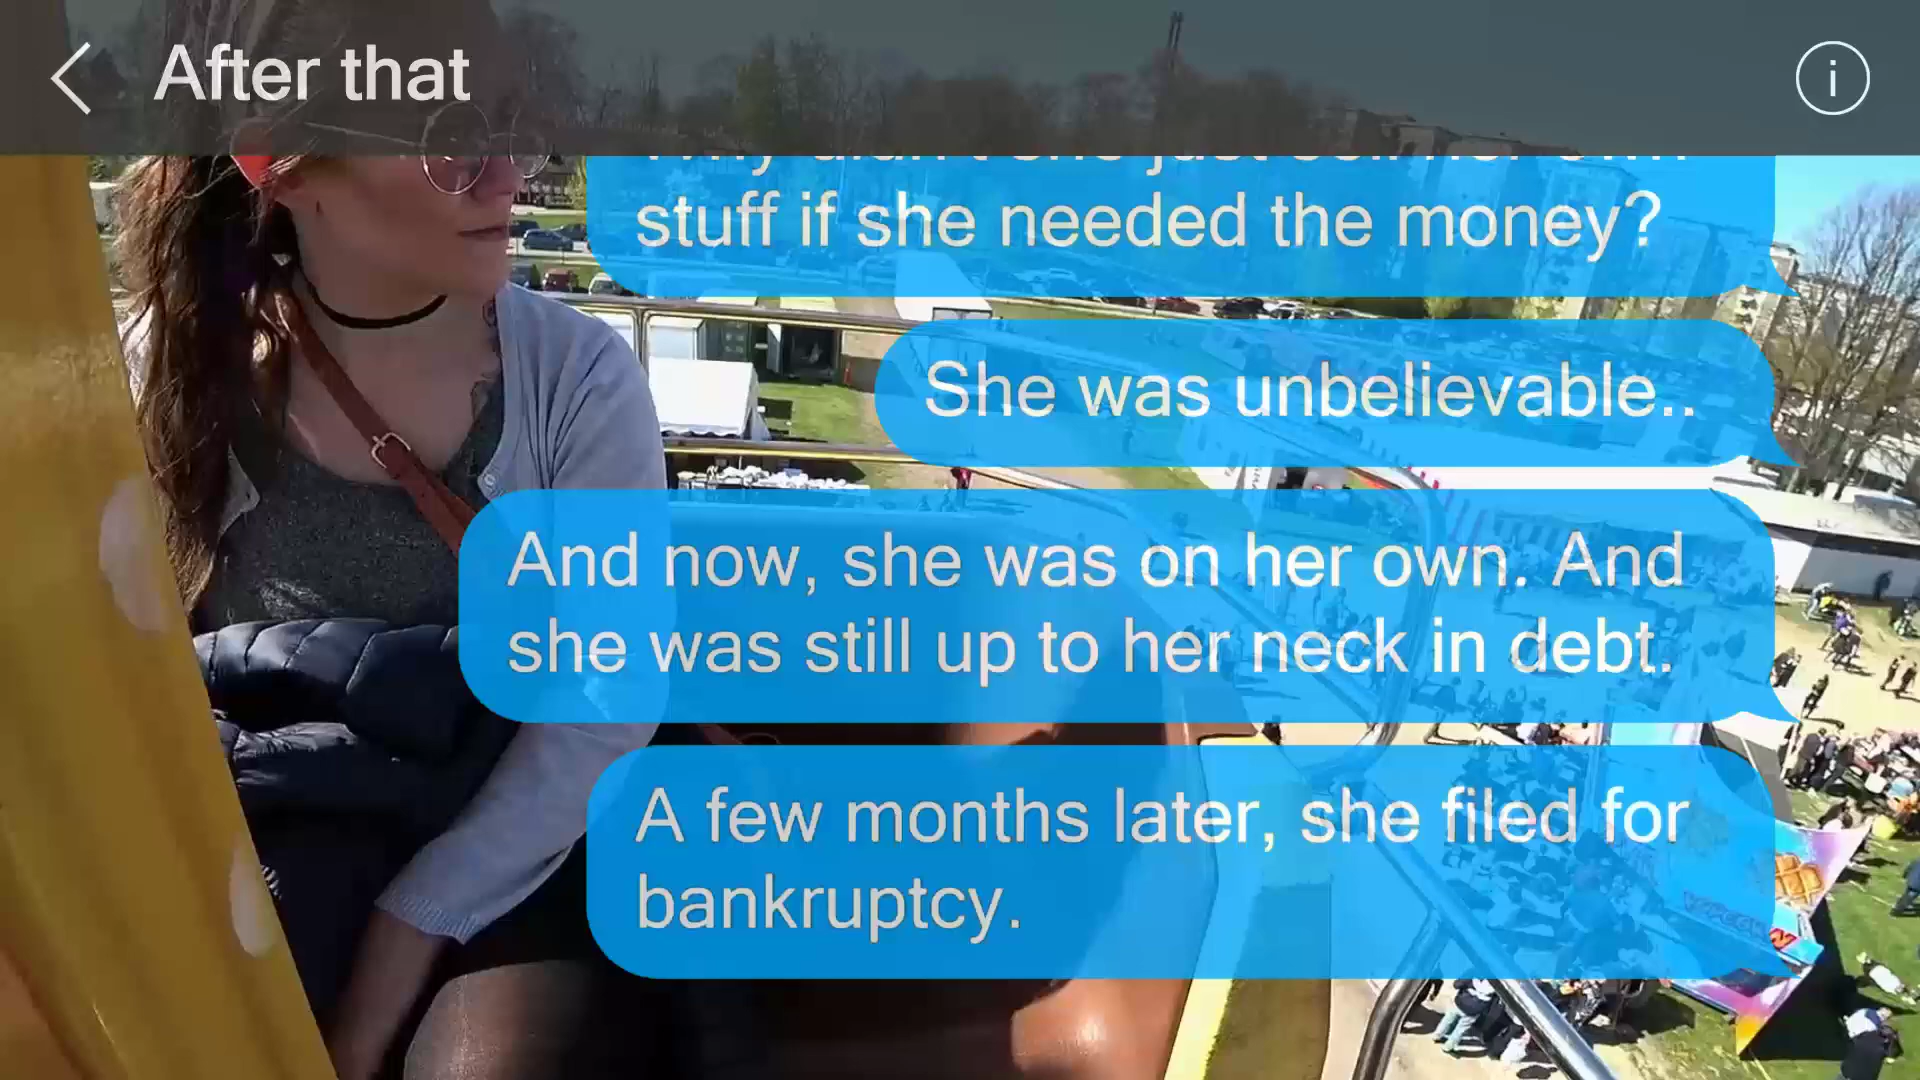 After that
stuff if she needed the money?
She was unbelievable..
And now, she was on her own. And
she was still up to her neck in debt.
A few months later, she filed for
bankruptcy.